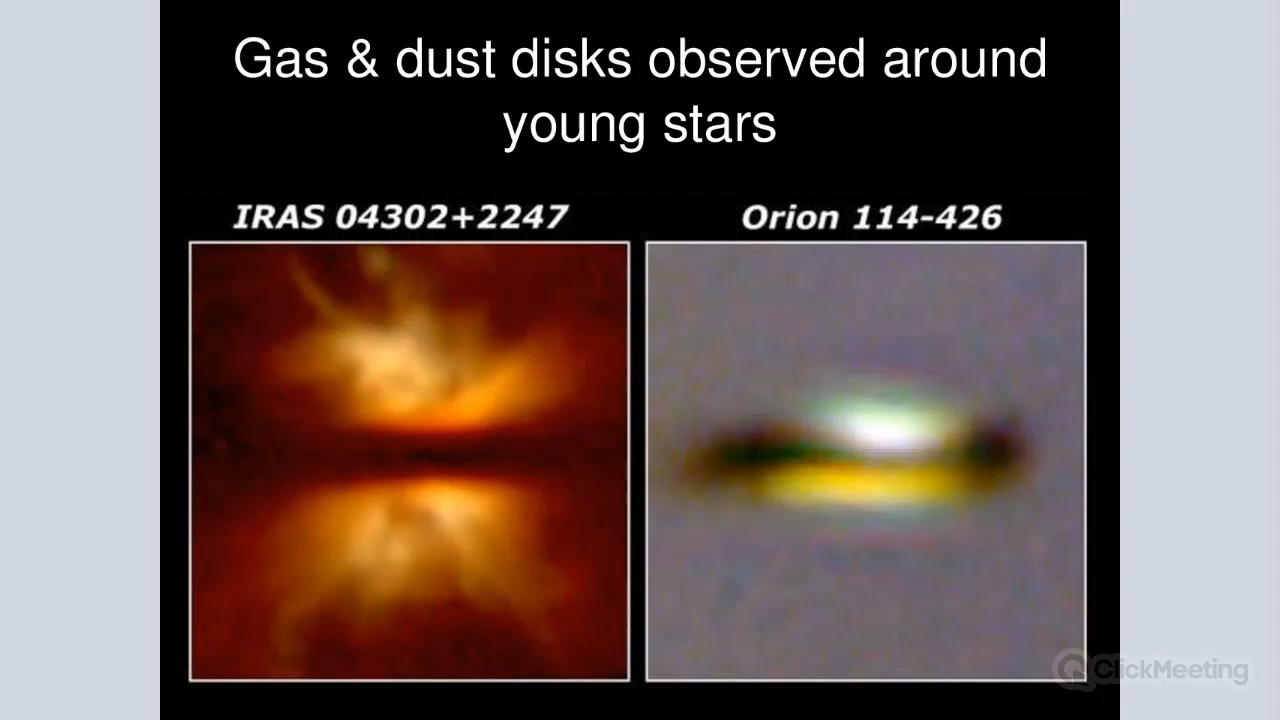 Gas & dust disks observed around
young stars
IRAS 04302+2247
Orion 114-426
ClickMeeting